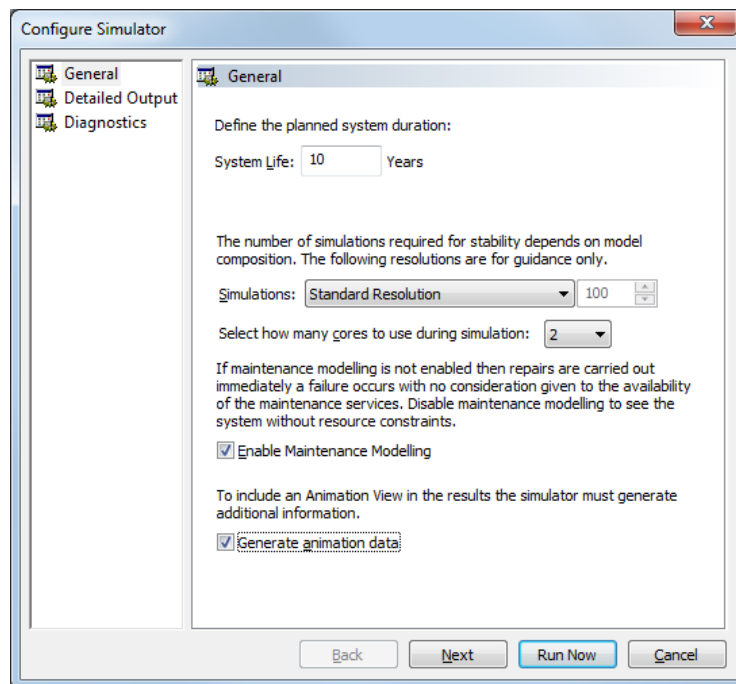 Configure Simulator
X
General
Detailed Output
Diagnostics
General
Define the planned system duration:
System Life: 10 Years
The number of simulations required for stability depends on model
composition. The following resolutions are for guidance only.
Simulations: Standard Resolution 100
Select how many cores to use during simulation: 2
If maintenance modelling is not enabled then repairs are carried out
immediately a failure occurs with no consideration given to the availability
of the maintenance services. Disable maintenance modelling to see the
system without resource constraints.
Enable Maintenance Modelling
To include an Animation View in the results the simulator must generate
additional information.
Generate animation data
Back Next Run Now Cancel